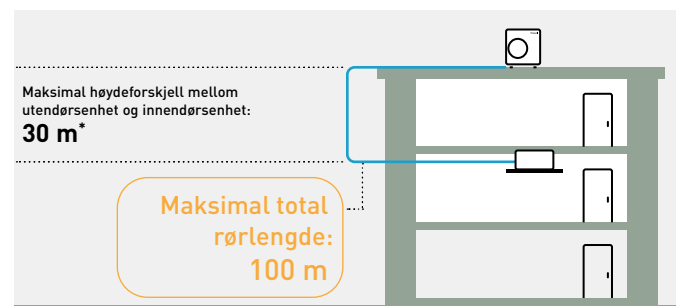 Maksimal høydeforskjell mellom
utendørsenhet og innendørsenhet:
30 m*
Maksimal total
rørlengde:
100 m